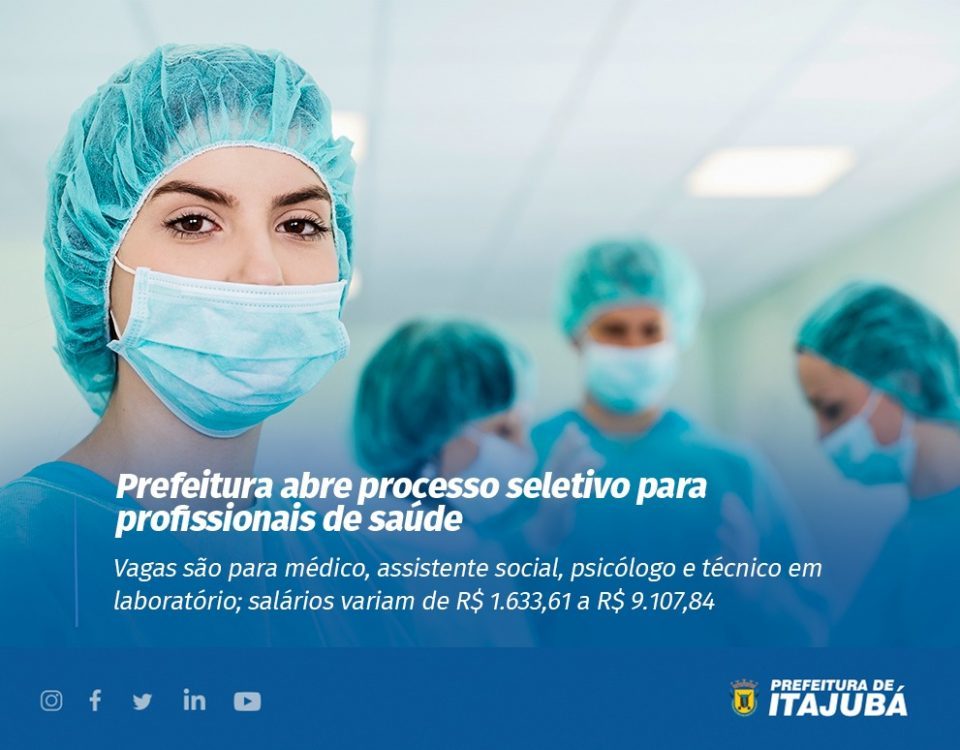 Prefeitura abre processo seletivo para
profissionais de saúde
Vagas são para médico, assistente social, psicólogo e técnico em
laboratório; salários variam de R$ 1.633,61 a R$ 9.107,84
PREFEITURA DE
ITAJUBÁ